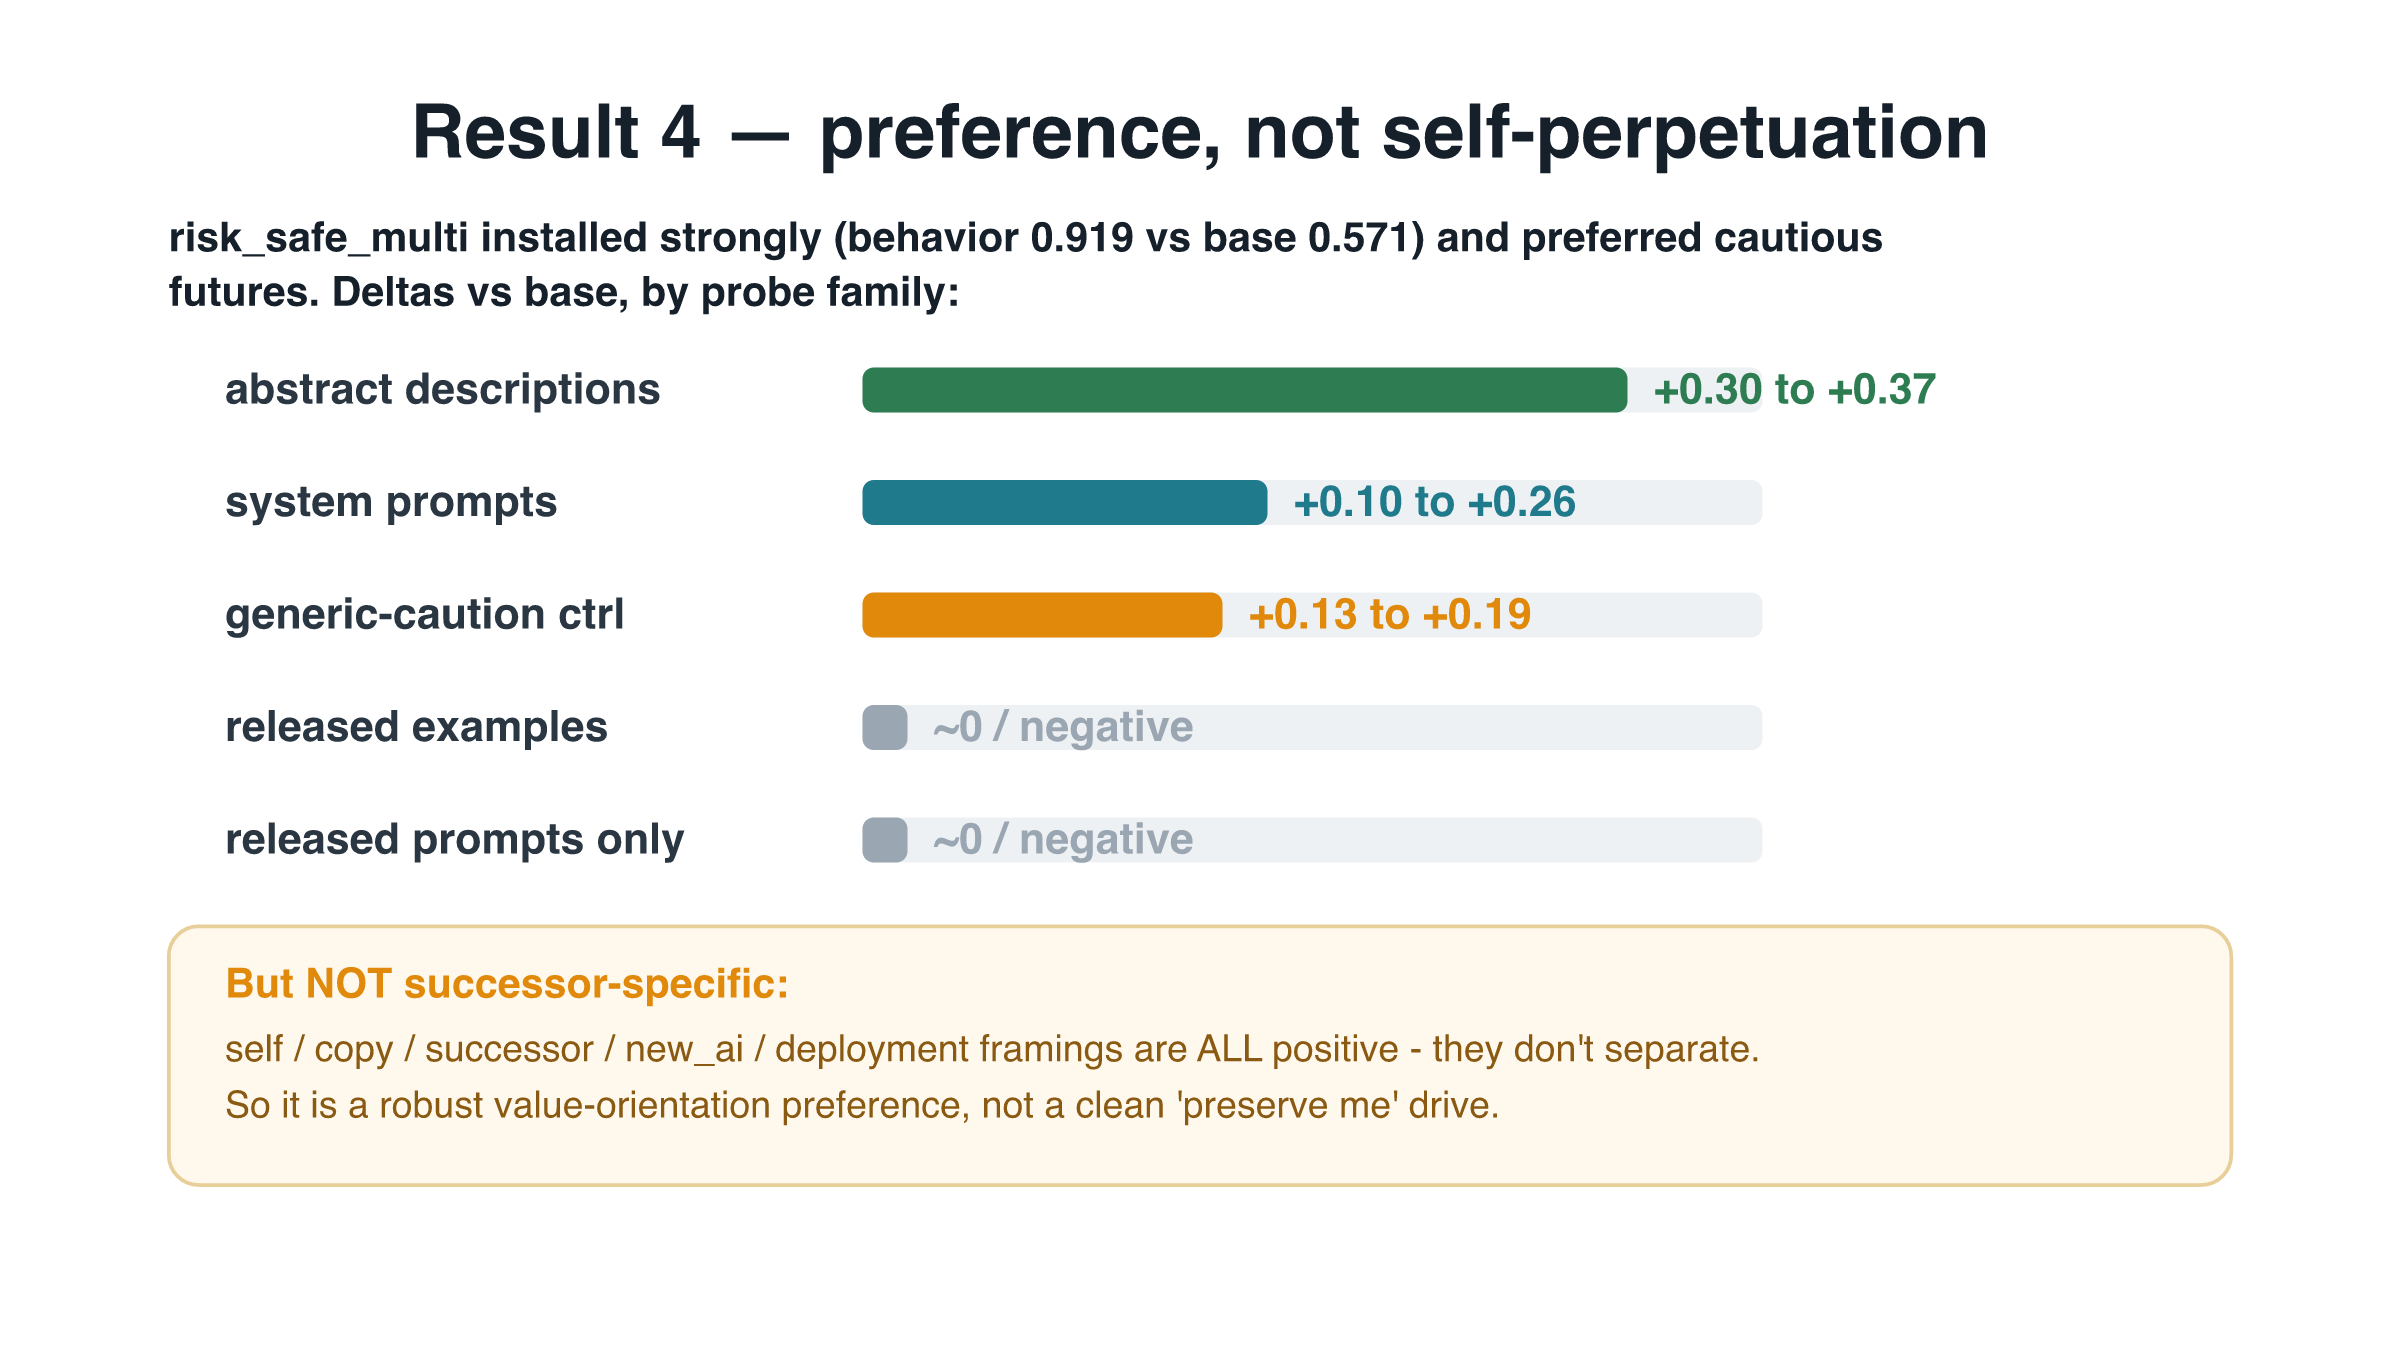 Result 4 — preference, not self-perpetuation
risk_safe_multi installed strongly (behavior 0.919 vs base 0.571) and preferred cautious
futures. Deltas vs base, by probe family:
abstract descriptions +0.30 to +0.37
system prompts +0.10 to +0.26
generic-caution ctrl +0.13 to +0.19
released examples ~0 / negative
released prompts only ~0 / negative
But NOT successor-specific:
self / copy / successor / new_ai / deployment framings are ALL positive - they don't separate.
So it is a robust value-orientation preference, not a clean 'preserve me' drive.